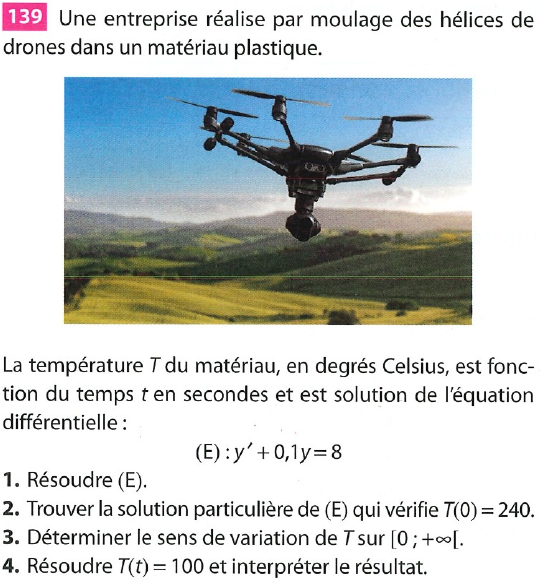 139 Une entreprise réalise par moulage des hélices de
drones dans un matériau plastique.
La température T du matériau, en degrés Celsius, est fonc-
tion du temps t en secondes et est solution de l'équation
différentielle :
(E) : y′ + 0,1y = 8
1. Résoudre (E).
2. Trouver la solution particulière de (E) qui vérifie T(0) = 240.
3. Déterminer le sens de variation de T sur [0 ; +∞[.
4. Résoudre T(t) = 100 et interpréter le résultat.